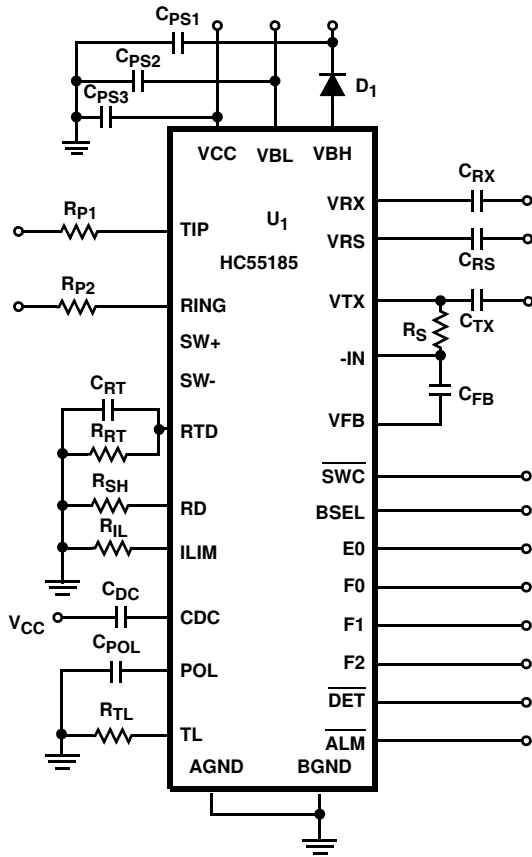 CPS1
CPS2
CPS3
D1
VCC VBL VBH
U1
HC55185
RP1
TIP
RP2
RING
SW+
SW-
CRT
RRT
RTD
RSH
RD
RIL
ILIM
VCC
CDC
CDC
CPOL
POL
RTL
TL
AGND BGND
VRX
CRX
VRS
CRS
VTX
CTX
RS
-IN
CFB
VFB
SWC
BSEL
E0
F0
F1
F2
DET
ALM